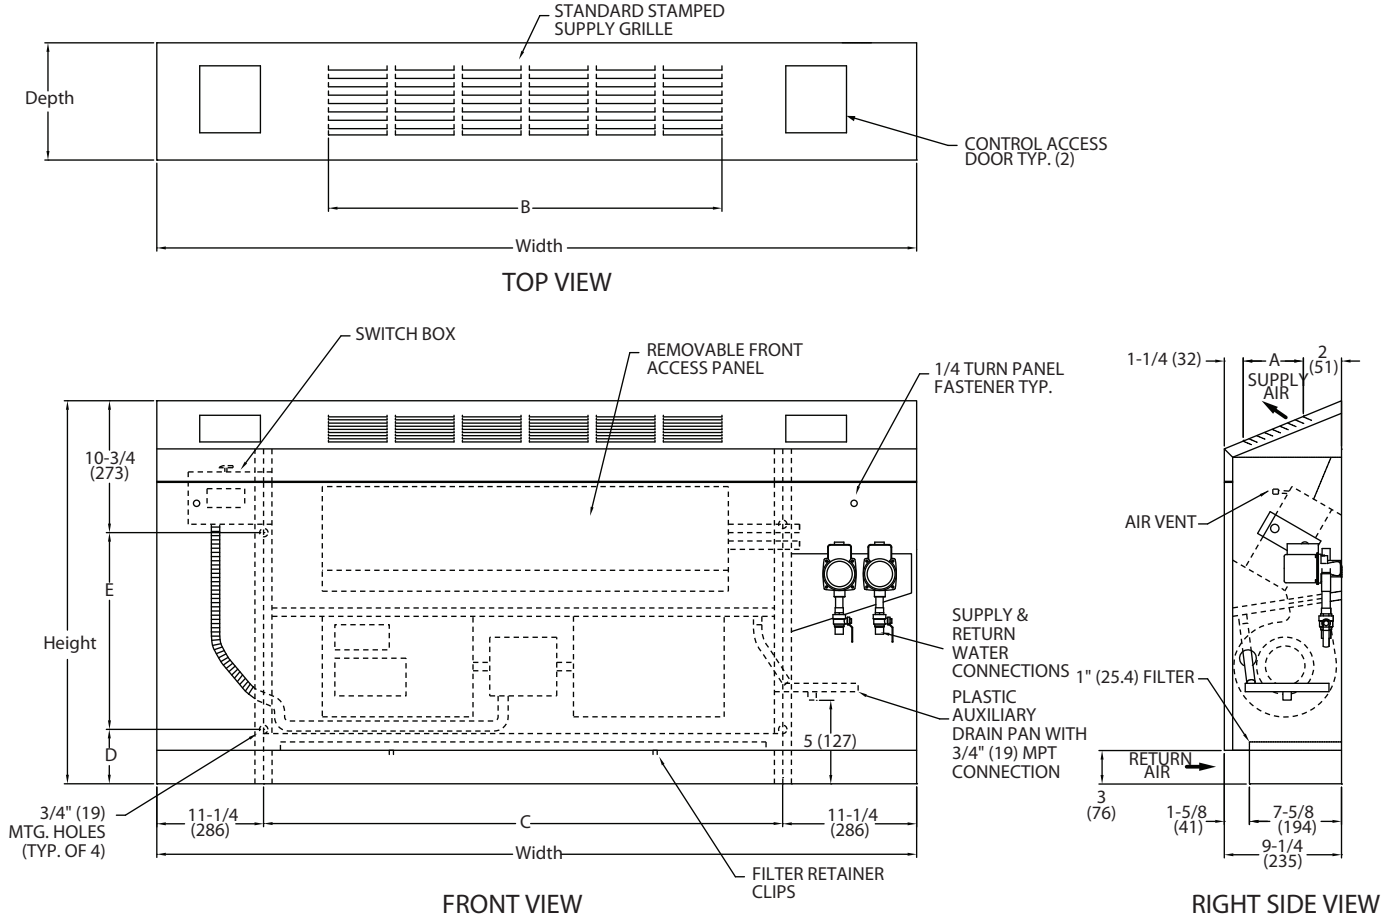 STANDARD STAMPED
SUPPLY GRILLE
Depth
CONTROL ACCESS
DOOR TYP. (2)
B
Width
TOP VIEW
SWITCH BOX
REMOVABLE FRONT
ACCESS PANEL
1/4 TURN PANEL
FASTENER TYP.
10-3/4
(273)
E
Height
D
5 (127)
SUPPLY &
RETURN
WATER
CONNECTIONS
PLASTIC
AUXILIARY
DRAIN PAN WITH
3/4" (19) MPT
CONNECTION
3/4" (19)
MTG. HOLES
(TYP. OF 4)
11-1/4
(286)
C
11-1/4
(286)
Width
FILTER RETAINER
CLIPS
FRONT VIEW
1-1/4 (32)
A
2
(51)
SUPPLY
AIR
AIR VENT
1" (25.4) FILTER
RETURN
AIR
3
(76)
1-5/8
(41)
7-5/8
(194)
9-1/4
(235)
RIGHT SIDE VIEW